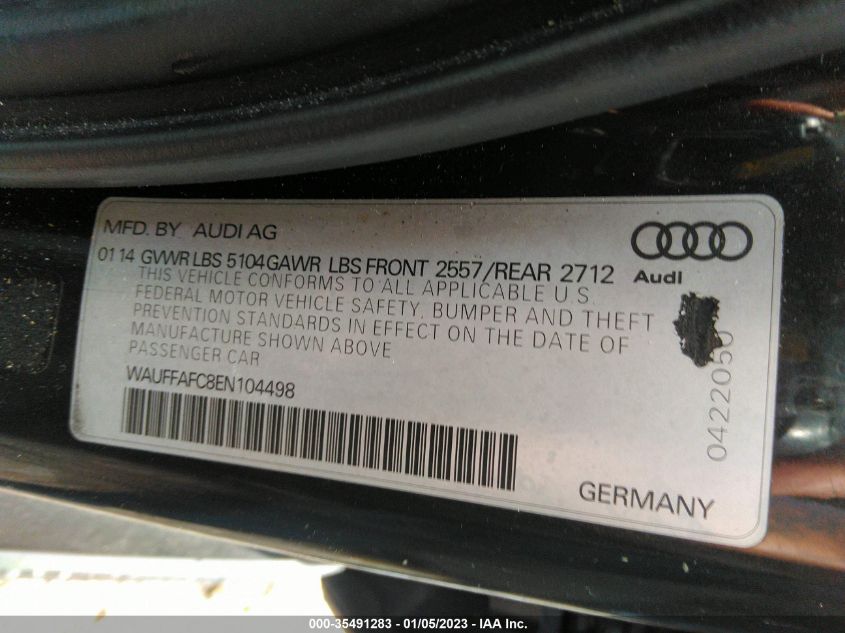 MFD. BY AUDI AG
01 14 GVWR LBS 5104 GAWR LBS FRONT 2557/REAR 2712
THIS VEHICLE CONFORMS TO ALL APPLICABLE U.S.
FEDERAL MOTOR VEHICLE SAFETY, BUMPER AND THEFT
PREVENTION STANDARDS IN EFFECT ON THE DATE OF
MANUFACTURE SHOWN ABOVE
PASSENGER CAR
WAUFFAFC8EN104498
Audi
0422050
GERMANY
000-35491283 - 01/05/2023 - IAA Inc.